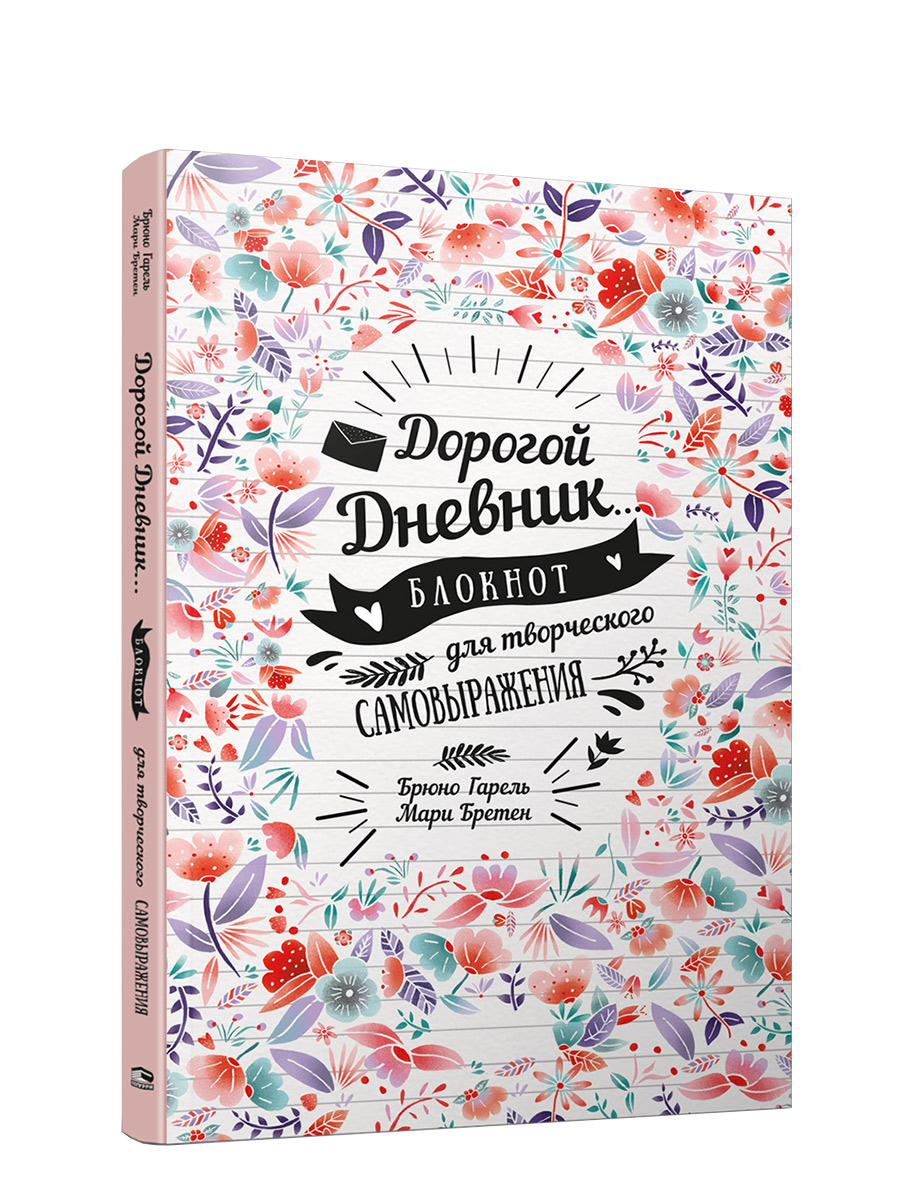 Дорогой
Дневник...
БЛОКНОТ
для творческого
САМОВЫРАЖЕНИЯ
Брюно Гарель
Мари Бретен
Брюно Гарель
Мари Бретен
Дорогой Дневник...
БЛОКНОТ
для творческого
САМОВЫРАЖЕНИЯ